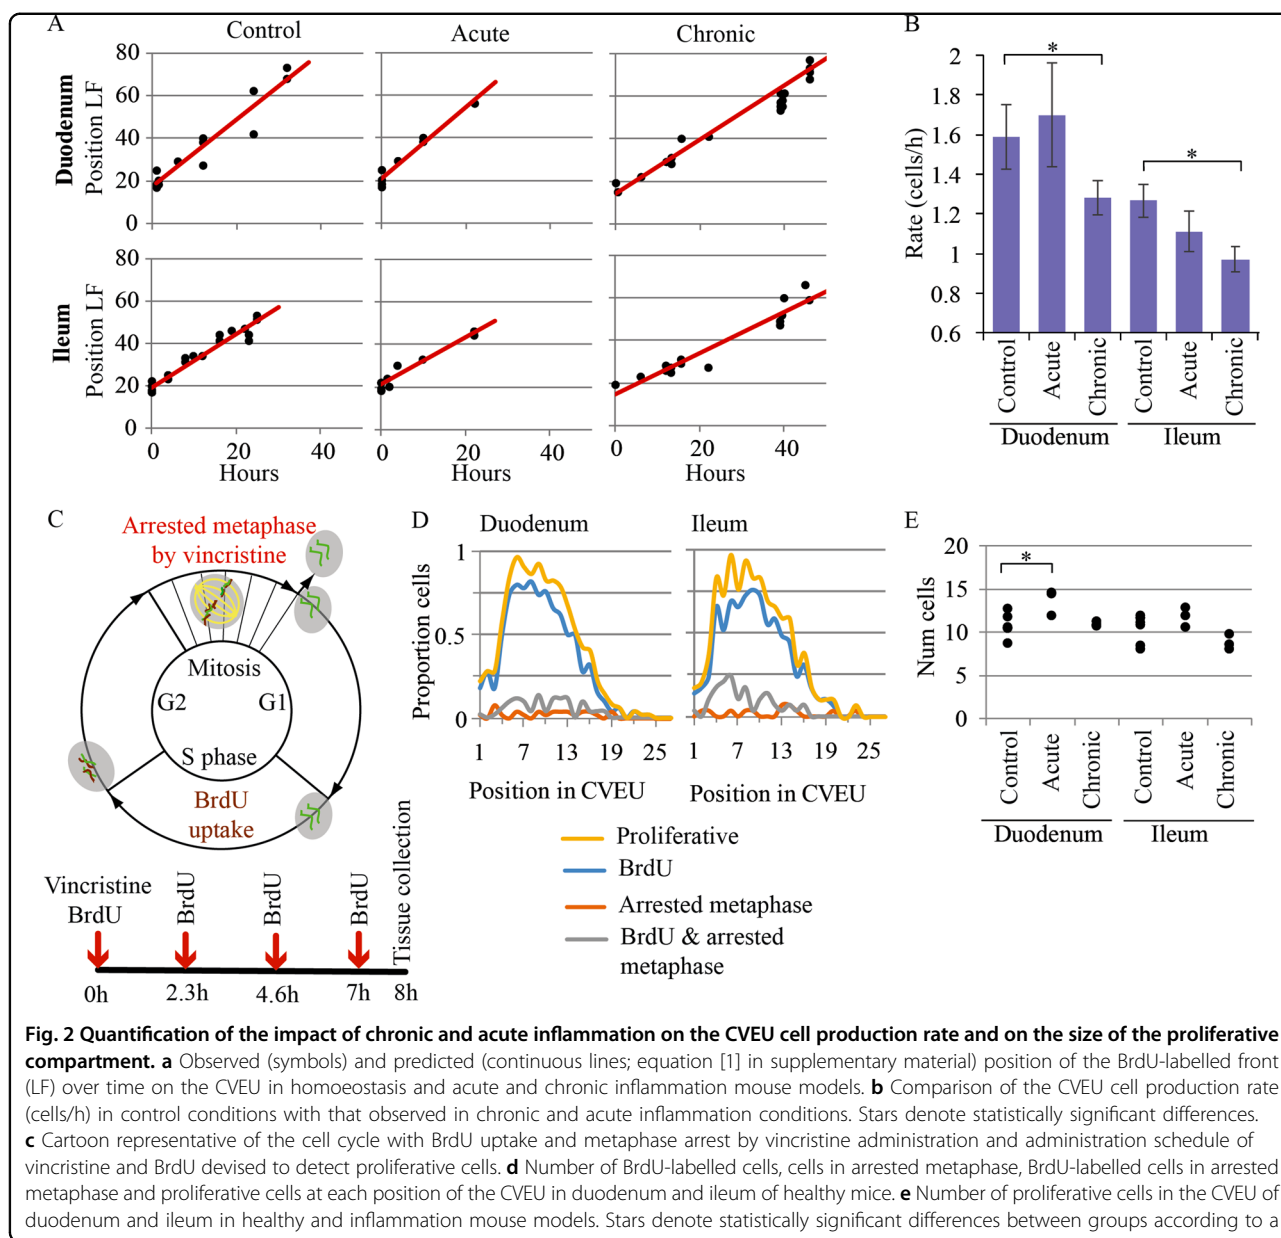 A
Control
Acute
Chronic
Duodenum
Position LF
80
60
40
20
0
Ileum
Position LF
80
60
40
20
0
0
20
40
Hours
0
20
40
Hours
0
20
40
Hours
B
Rate (cells/h)
2
1.8
1.6
1.4
1.2
1
0.8
0.6
*
*
Control
Acute
Chronic
Control
Acute
Chronic
Duodenum
Ileum
C
Arrested metaphase
by vincristine
Mitosis
G2
G1
S phase
BrdU
uptake
Vincristine
BrdU
BrdU
BrdU
BrdU
Tissue collection
0h
2.3h
4.6h
7h
8h
D
Duodenum
Ileum
Proportion cells
1
0.5
0
1
7
13
19
25
1
7
13
19
25
Position in CVEU
Position in CVEU
Proliferative
BrdU
Arrested metaphase
BrdU & arrested
metaphase
E
Num cells
20
15
10
5
0
*
Control
Acute
Chronic
Control
Acute
Chronic
Duodenum
Ileum
Fig. 2 Quantification of the impact of chronic and acute inflammation on the CVEU cell production rate and on the size of the proliferative
compartment. a Observed (symbols) and predicted (continuous lines; equation [1] in supplementary material) position of the BrdU-labelled front
(LF) over time on the CVEU in homoeostasis and acute and chronic inflammation mouse models. b Comparison of the CVEU cell production rate
(cells/h) in control conditions with that observed in chronic and acute inflammation conditions. Stars denote statistically significant differences.
c Cartoon representative of the cell cycle with BrdU uptake and metaphase arrest by vincristine administration and administration schedule of
vincristine and BrdU devised to detect proliferative cells. d Number of BrdU-labelled cells, cells in arrested metaphase, BrdU-labelled cells in arrested
metaphase and proliferative cells at each position of the CVEU in duodenum and ileum of healthy mice. e Number of proliferative cells in the CVEU of
duodenum and ileum in healthy and inflammation mouse models. Stars denote statistically significant differences between groups according to a